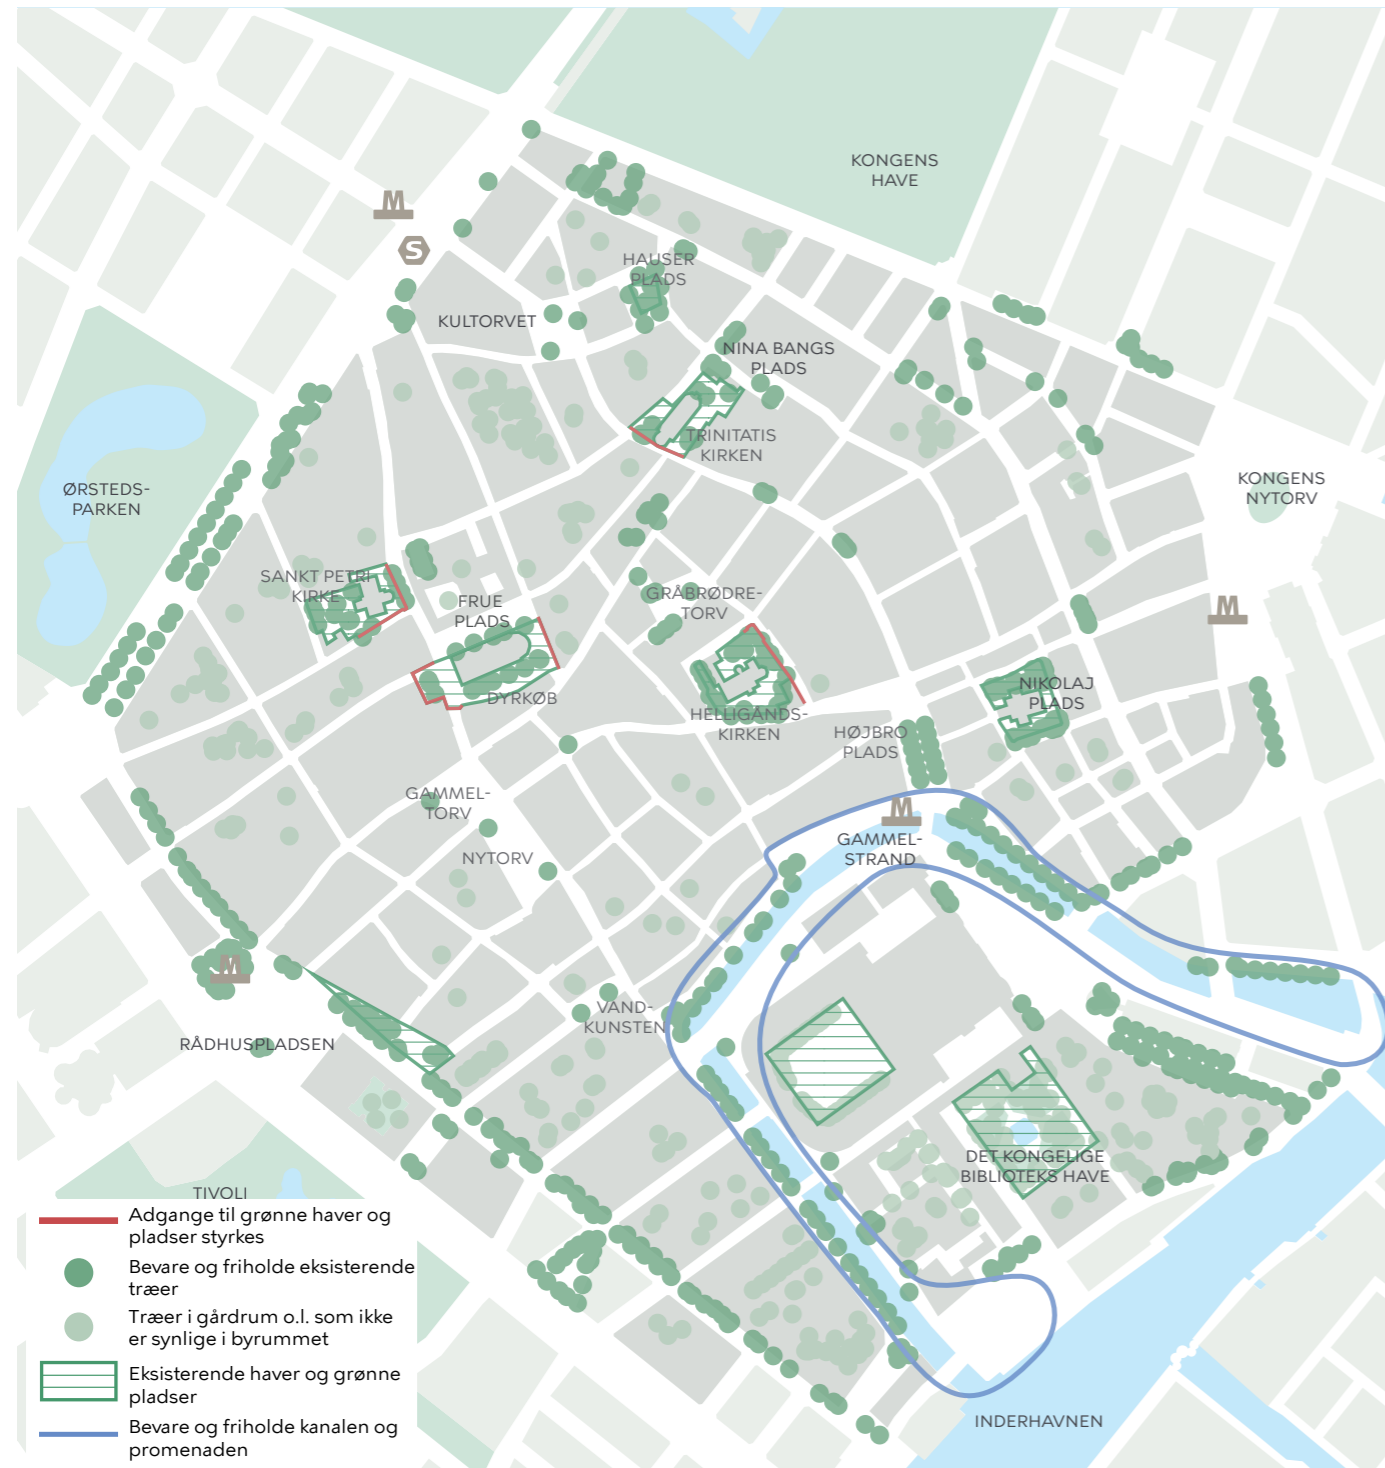 KONGENS
HAVE
M
S
HAUSER
PLADS
KULTORVET
NINA BANGS
PLADS
TRINITATIS
KIRKEN
KONGENS
NYTORV
ØRSTEDS-
PARKEN
SANKT PETRI
KIRKE
FRUE
PLADS
GRÅBRØDRE-
TORV
M
DYRKØB
HELLIGÅNDS-
KIRKEN
NIKOLAJ
PLADS
HØJBRO
PLADS
GAMMEL-
TORV
M
GAMMEL-
STRAND
NYTORV
M
VAND-
KUNSTEN
RÅDHUSPLADSEN
DET KONGELIGE
BIBLIOTEKS HAVE
TIVOLI
INDERHAVNEN
Adgange til grønne haver og
pladser styrkes
Bevare og friholde eksisterende
træer
Træer i gårdrum o.l. som ikke
er synlige i byrummet
Eksisterende haver og grønne
pladser
Bevare og friholde kanalen og
promenaden